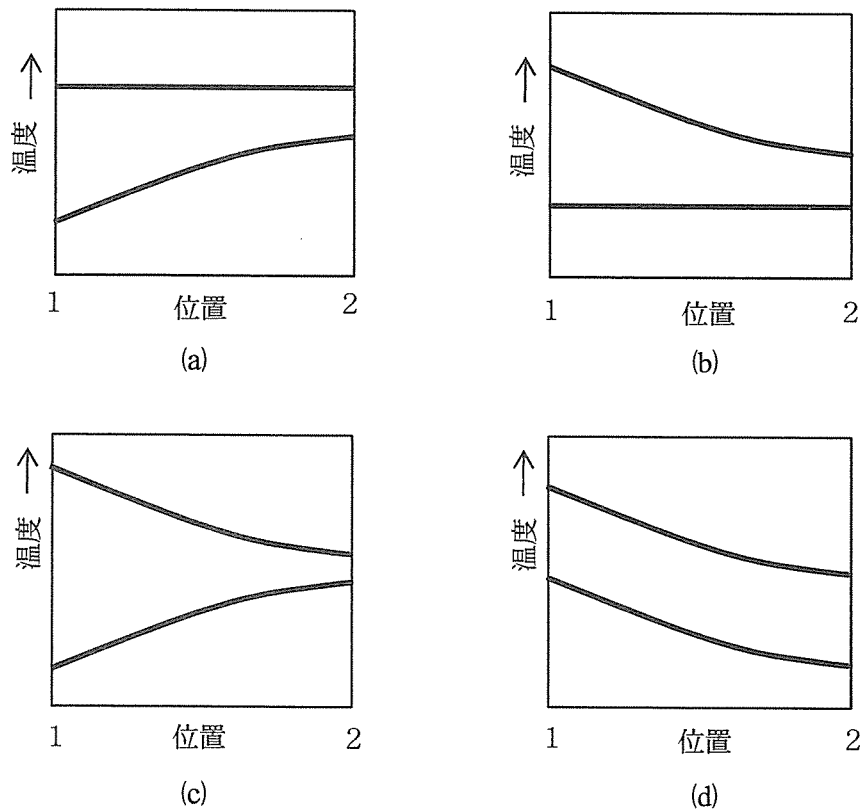 温度 →
温度 →
1 位置 2
1 位置 2
(a)
(b)
温度 →
温度 →
1 位置 2
1 位置 2
(c)
(d)